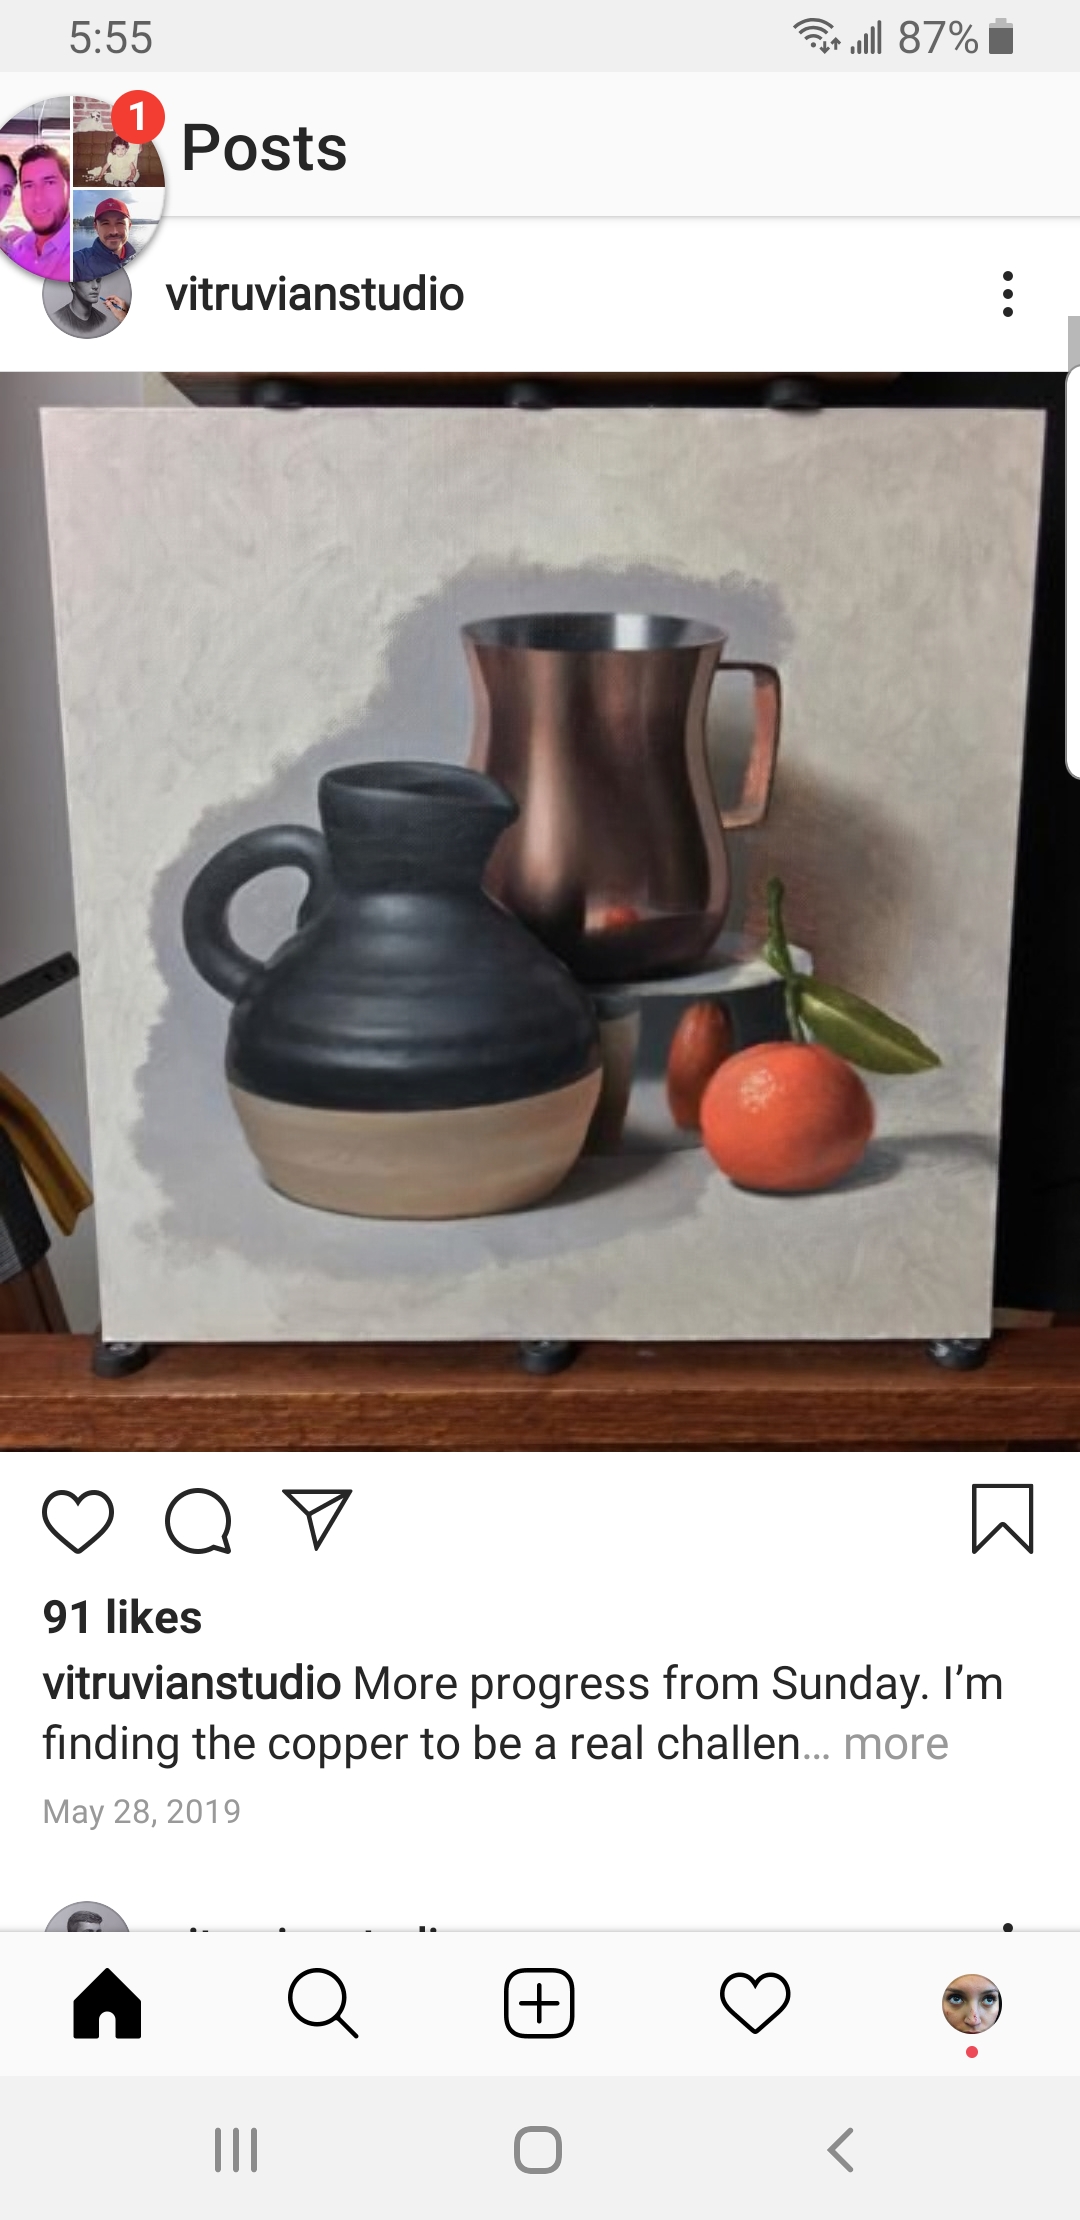 5:55 87%
1
Posts
vitruvianstudio
91 likes
vitruvianstudio More progress from Sunday. I’m
finding the copper to be a real challen... more
May 28, 2019